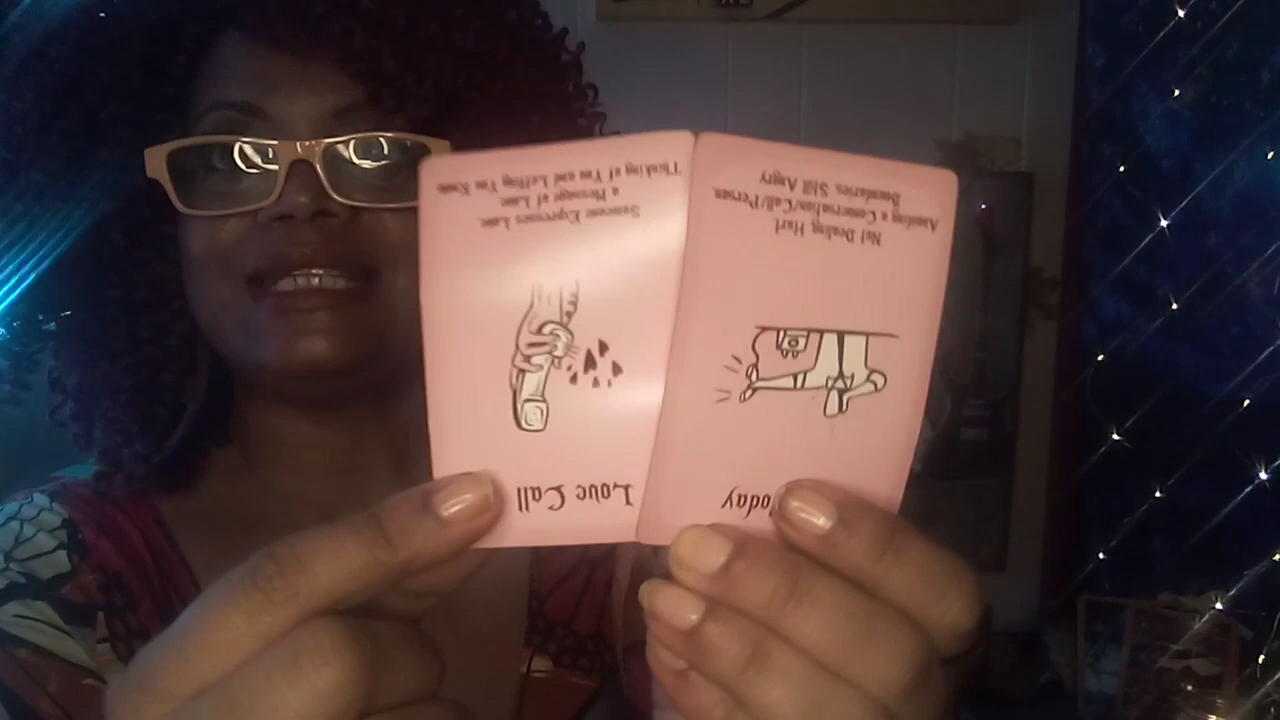 Love Call
Someone Expresses Love,
a Message of Love,
Thinking of You and Letting You Know
oday
Not Dealing, Hurt,
Avoiding a Conversation/Call/Person
Boundaries, Still Angry